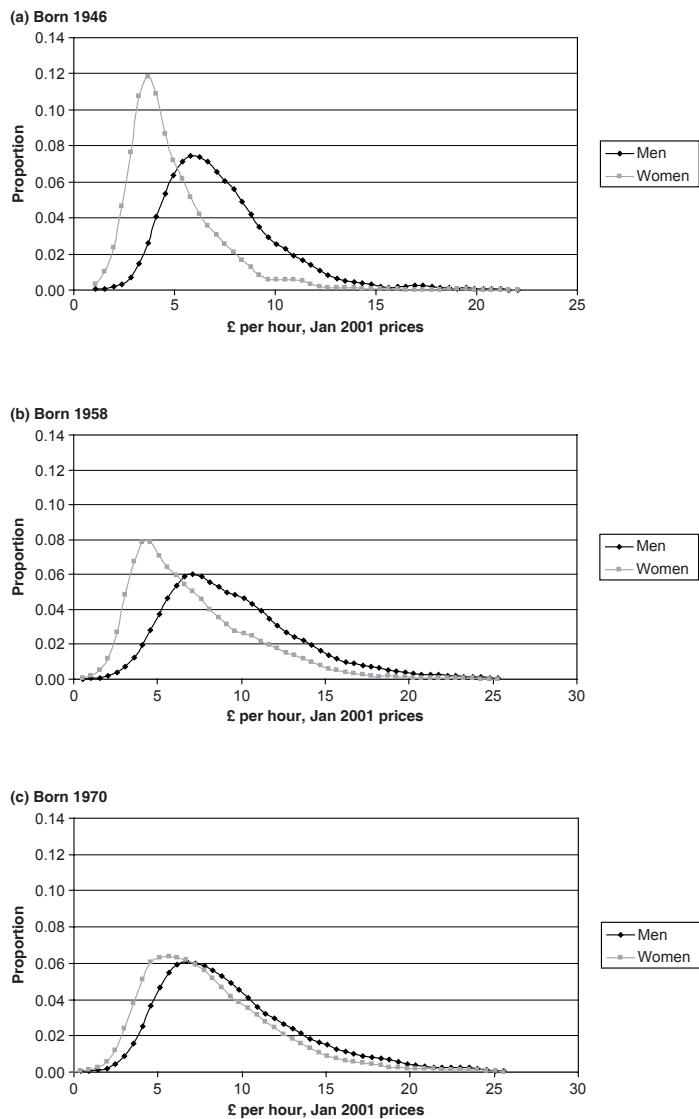 (a) Born 1946
0.14
0.12
0.10
0.08
0.06
0.04
0.02
0.00
Proportion
0 5 10 15 20 25
£ per hour, Jan 2001 prices
Men
Women
(b) Born 1958
0.14
0.12
0.10
0.08
0.06
0.04
0.02
0.00
Proportion
0 5 10 15 20 25 30
£ per hour, Jan 2001 prices
Men
Women
(c) Born 1970
0.14
0.12
0.10
0.08
0.06
0.04
0.02
0.00
Proportion
0 5 10 15 20 25 30
£ per hour, Jan 2001 prices
Men
Women